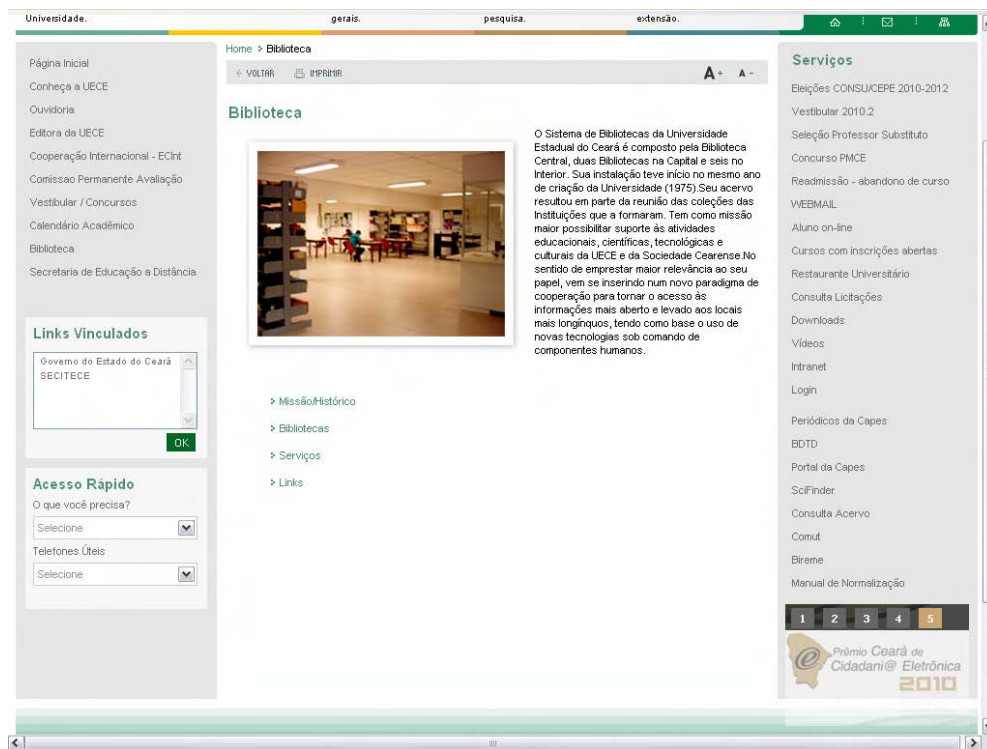 Universidade.
gerais.
pesquisa.
extensão.
Página Inicial
Conheça a UECE
Ouvidoria
Editora da UECE
Cooperação Internacional - ECInt
Comissao Permanente Avaliação
Vestibular / Concursos
Calendário Acadêmico
Biblioteca
Secretaria de Educação a Distância
Links Vinculados
Governo do Estado do Ceará
SECITECE
OK
Acesso Rápido
O que você precisa?
Selecione
Telefones Úteis
Selecione
Home > Biblioteca
VOLTAR IMPRIMIR A+ A-
Biblioteca
O Sistema de Bibliotecas da Universidade
Estadual do Ceará é composto pela Biblioteca
Central, duas Bibliotecas na Capital e seis no
Interior. Sua instalação teve início no mesmo ano
de criação da Universidade (1975).Seu acervo
resultou em parte da reunião das coleções das
Instituições que a formaram. Tem como missão
maior possibilitar suporte às atividades
educacionais, científicas, tecnológicas e
culturais da UECE e da Sociedade Cearense.No
sentido de emprestar maior relevância ao seu
papel, vem se inserindo num novo paradigma de
cooperação para tornar o acesso às
informações mais aberto e levado aos locais
mais longínquos, tendo como base o uso de
novas tecnologias sob comando de
componentes humanos.
> Missão/Histórico
> Bibliotecas
> Serviços
> Links
Serviços
Eleições CONSU/CEPE 2010-2012
Vestibular 2010.2
Seleção Professor Substituto
Concurso PMCE
Readmissão - abandono de curso
WEBMAIL
Aluno on-line
Cursos com inscrições abertas
Restaurante Universitário
Consulta Licitações
Downloads
Vídeos
Intranet
Login
Periódicos da Capes
BDTD
Portal da Capes
SciFinder
Consulta Acervo
Comut
Bireme
Manual de Normalização
1 2 3 4 5
Prêmio Ceará de
Cidadani@ Eletrônica
2010